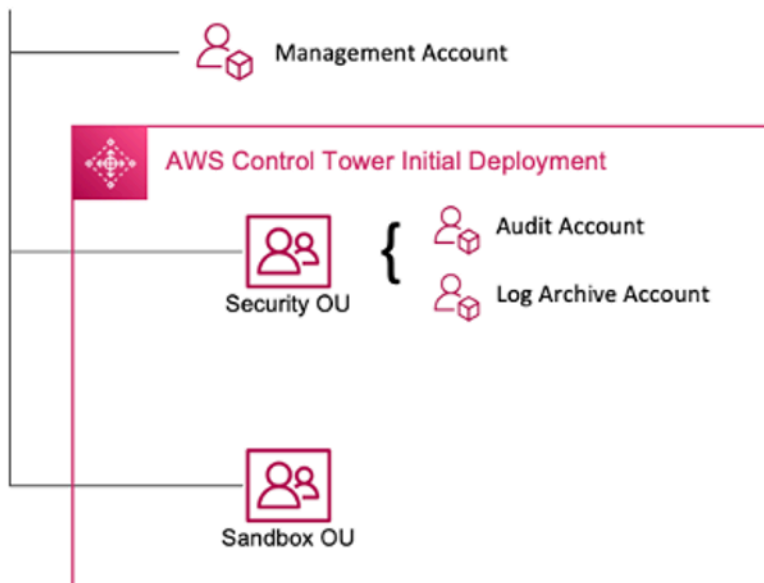 Management Account
AWS Control Tower Initial Deployment
Audit Account
Security OU
Log Archive Account
Sandbox OU